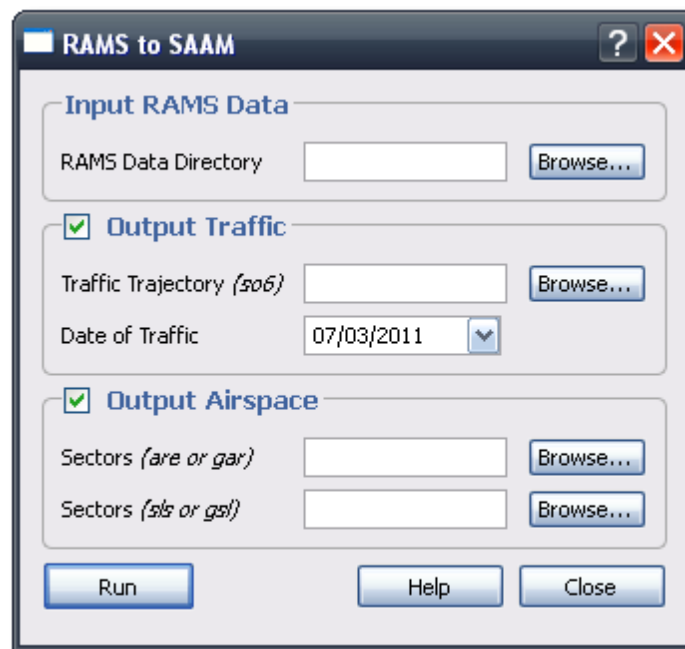 RAMS to SAAM ?
Input RAMS Data
RAMS Data Directory Browse...
Output Traffic
Traffic Trajectory (so6) Browse...
Date of Traffic 07/03/2011
Output Airspace
Sectors (are or gar) Browse...
Sectors (sls or gsl) Browse...
Run Help Close